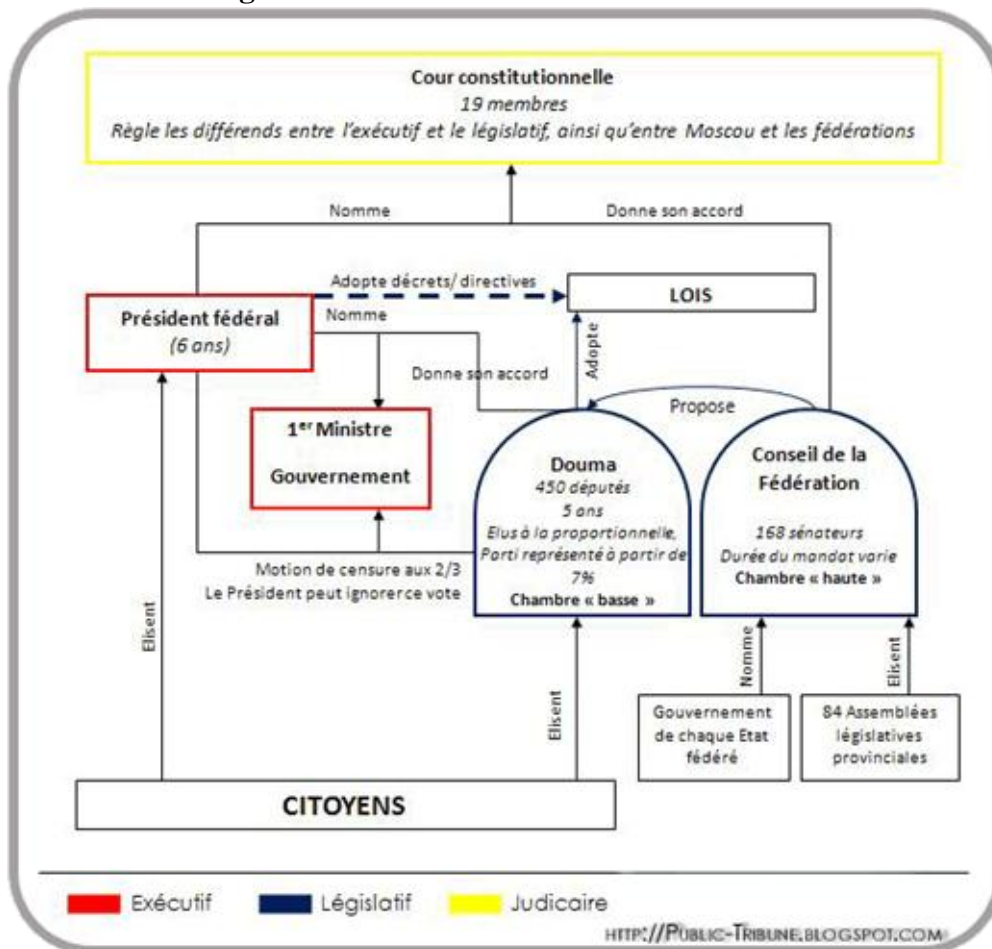 Cour constitutionnelle
19 membres
Règle les différends entre l'exécutif et le législatif, ainsi qu'entre Moscou et les fédérations
Nomme
Donne son accord
Adopte décrets/ directives
LOIS
Président fédéral
(6 ans)
Nomme
Donne son accord
Adopte
Propose
1er Ministre
Gouvernement
Douma
450 députés
5 ans
Elus à la proportionnelle,
Parti représenté à partir de
7%
Chambre « basse »
Conseil de la
Fédération
168 sénateurs
Durée du mandat varie
Chambre « haute »
Motion de censure aux 2/3
Le Président peut ignorerce vote
Elisent
Elisent
Nomme
Elisent
Gouvernement
de chaque Etat
fédéré
84 Assemblées
législatives
provinciales
CITOYENS
Exécutif
Législatif
Judicaire
HTTP://PUBLIC-TRIBUNE.BLOGSPOT.COM